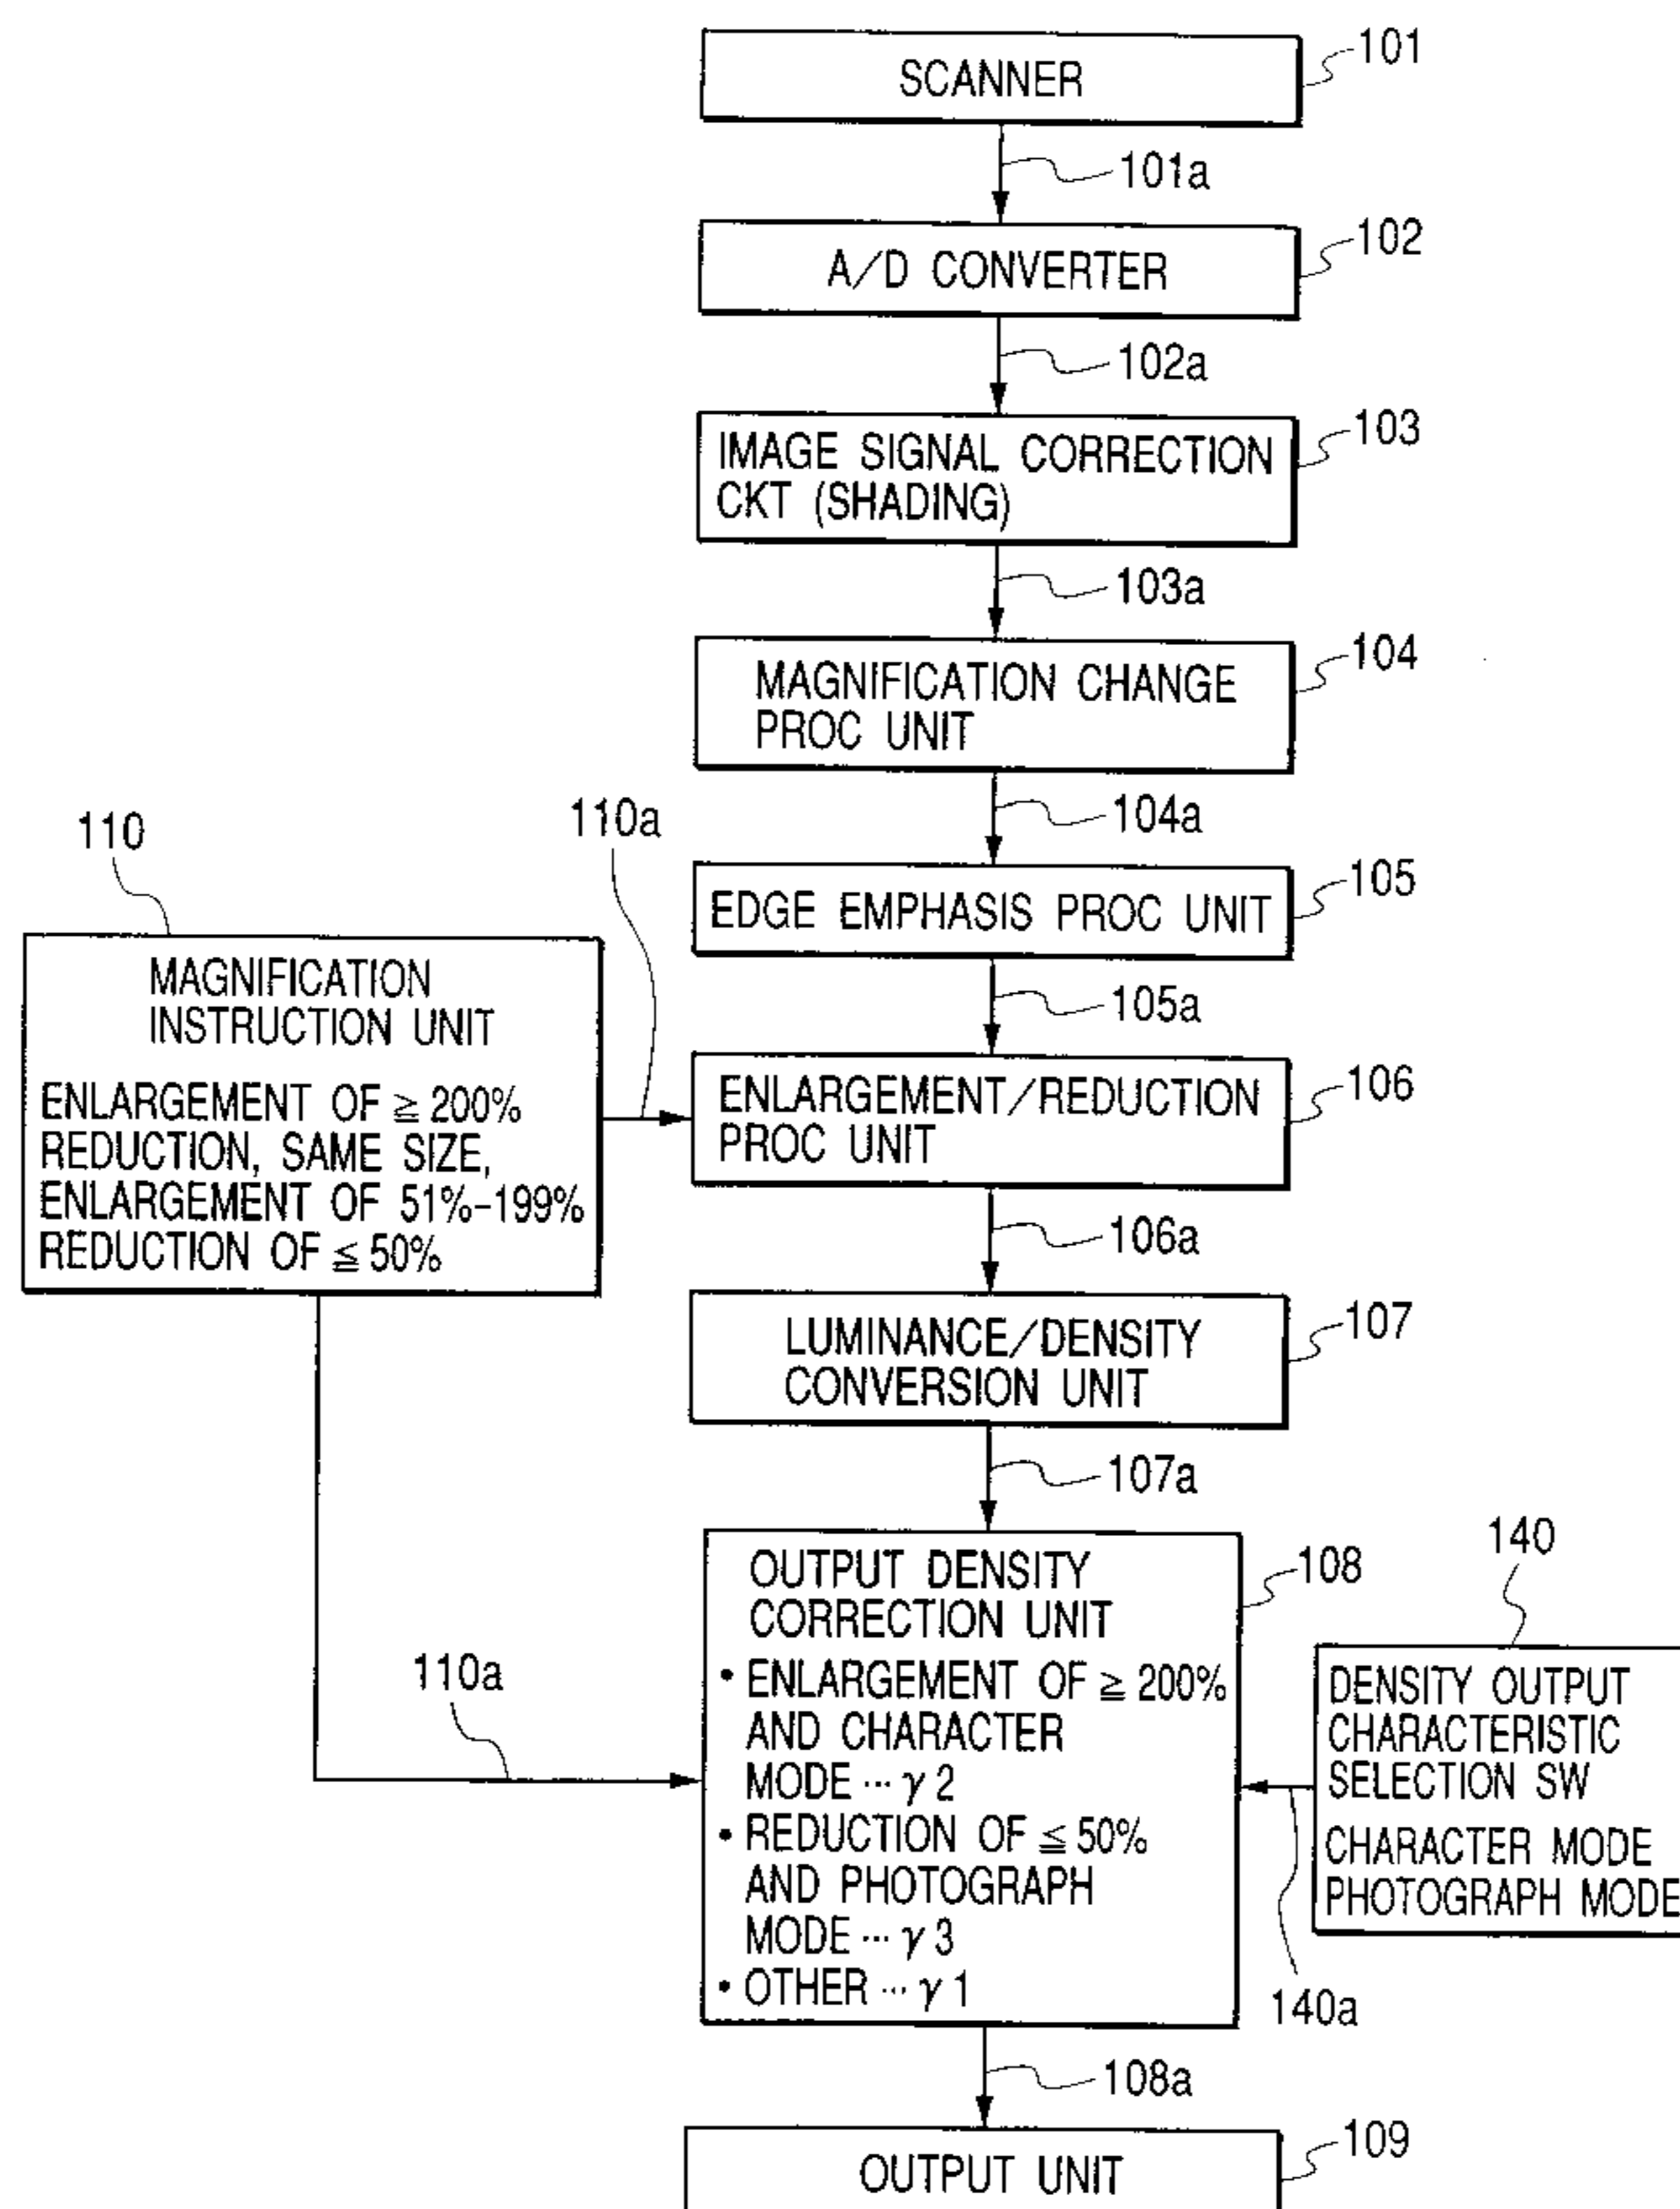 SCANNER
101
101a
A/D CONVERTER
102
102a
IMAGE SIGNAL CORRECTION
CKT (SHADING)
103
103a
MAGNIFICATION CHANGE
PROC UNIT
104
104a
EDGE EMPHASIS PROC UNIT
105
105a
110
MAGNIFICATION
INSTRUCTION UNIT
ENLARGEMENT OF ≧ 200%
REDUCTION, SAME SIZE,
ENLARGEMENT OF 51%-199%
REDUCTION OF ≦ 50%
110a
ENLARGEMENT/REDUCTION
PROC UNIT
106
106a
LUMINANCE/DENSITY
CONVERSION UNIT
107
107a
110a
OUTPUT DENSITY
CORRECTION UNIT
• ENLARGEMENT OF ≧ 200%
AND CHARACTER
MODE ··· γ 2
• REDUCTION OF ≦ 50%
AND PHOTOGRAPH
MODE ··· γ 3
• OTHER ··· γ 1
108
140
DENSITY OUTPUT
CHARACTERISTIC
SELECTION SW
CHARACTER MODE
PHOTOGRAPH MODE
140a
108a
OUTPUT UNIT
109